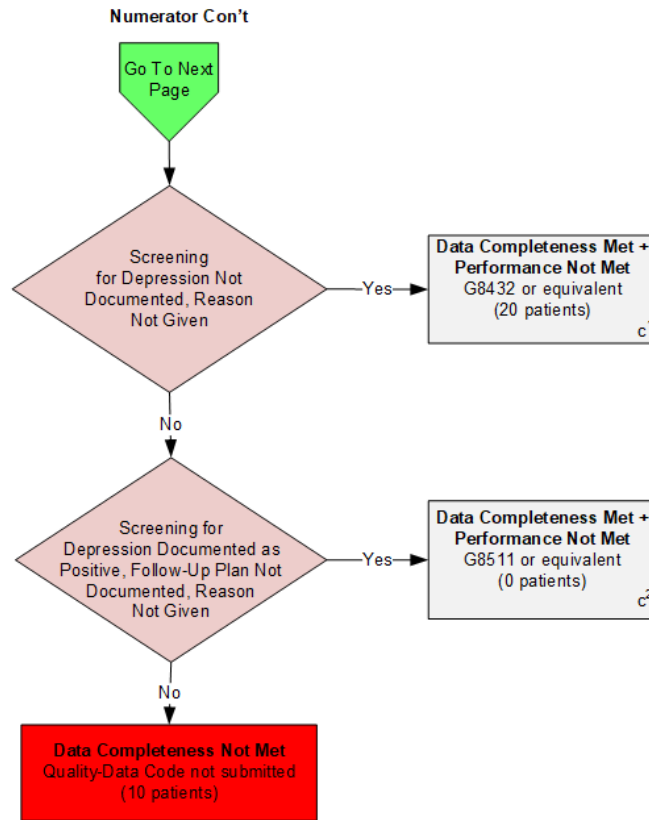 Numerator Con't
Go To Next
Page
Screening
for Depression Not
Documented, Reason
Not Given
Yes
Data Completeness Met +
Performance Not Met
G8432 or equivalent
(20 patients)
c¹
No
Screening for
Depression Documented as
Positive, Follow-Up Plan Not
Documented, Reason
Not Given
Yes
Data Completeness Met +
Performance Not Met
G8511 or equivalent
(0 patients)
c²
No
Data Completeness Not Met
Quality-Data Code not submitted
(10 patients)